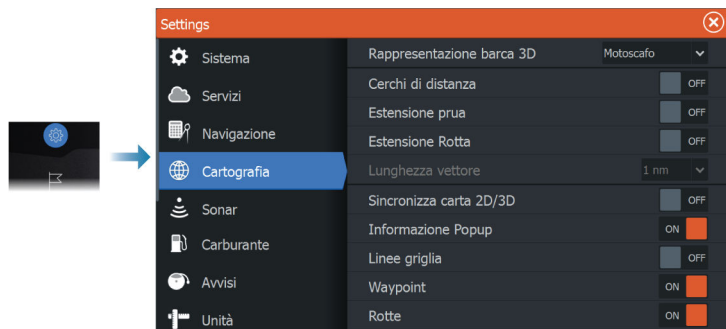 Settings
Sistema
Servizi
Navigazione
Cartografia
Sonar
Carburante
Avvisi
Unità
Rappresentazione barca 3D Motoscafo
Cerchi di distanza OFF
Estensione prua OFF
Estensione Rotta OFF
Lunghezza vettore 1 nm
Sincronizza carta 2D/3D OFF
Informazione Popup ON
Linee griglia OFF
Waypoint ON
Rotte ON